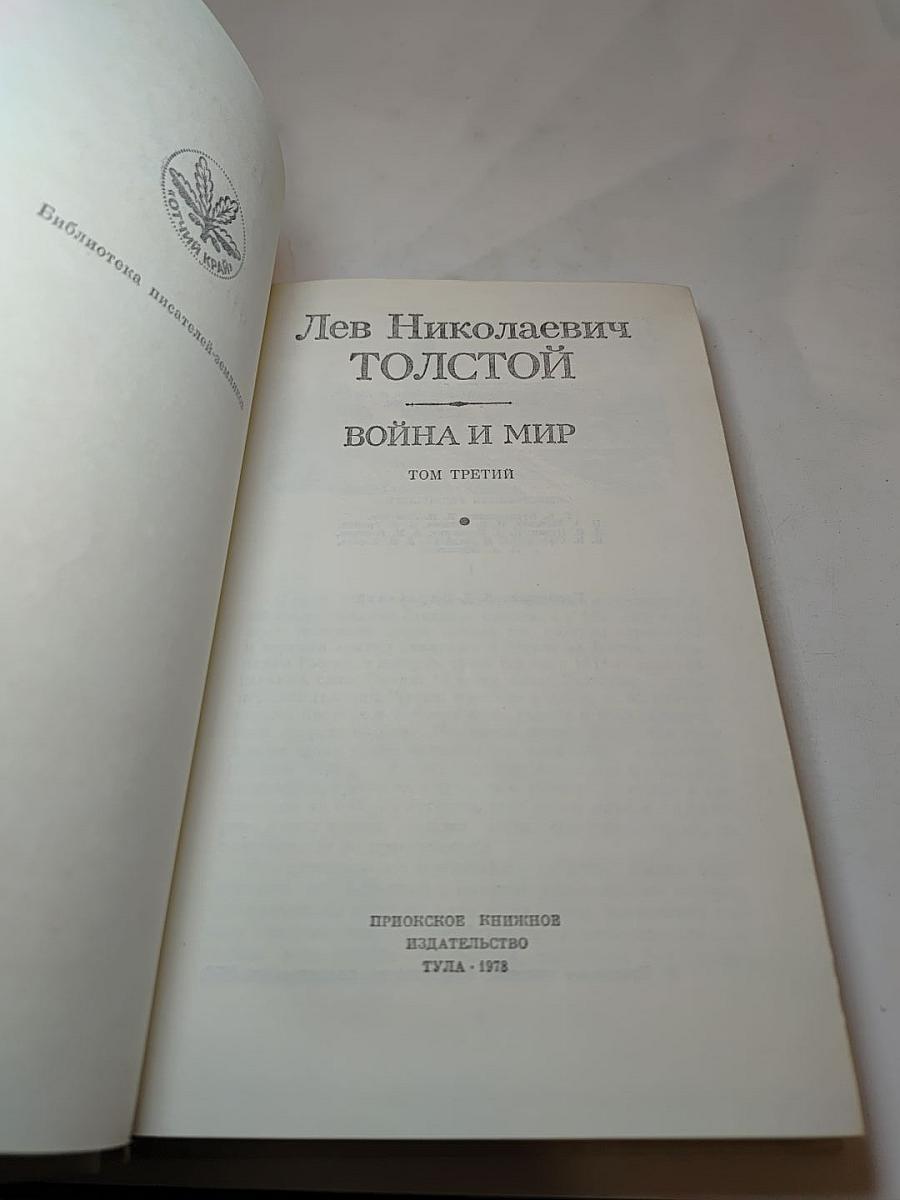 «ОТЧИЙ КРАЙ»
Библиотека писателей-земляков
Лев Николаевич
ТОЛСТОЙ
ВОЙНА И МИР
ТОМ ТРЕТИЙ
ПРИОКСКОЕ КНИЖНОЕ
ИЗДАТЕЛЬСТВО
ТУЛА · 1978